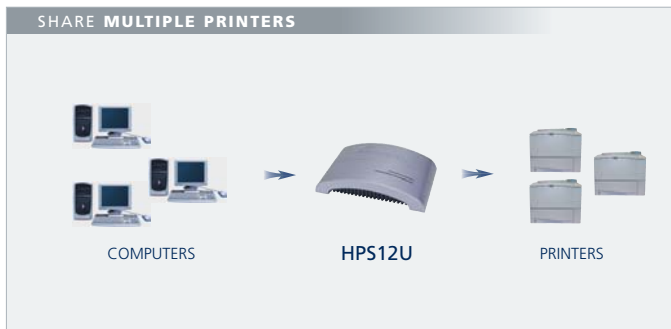 SHARE MULTIPLE PRINTERS
COMPUTERS
HPS12U
PRINTERS